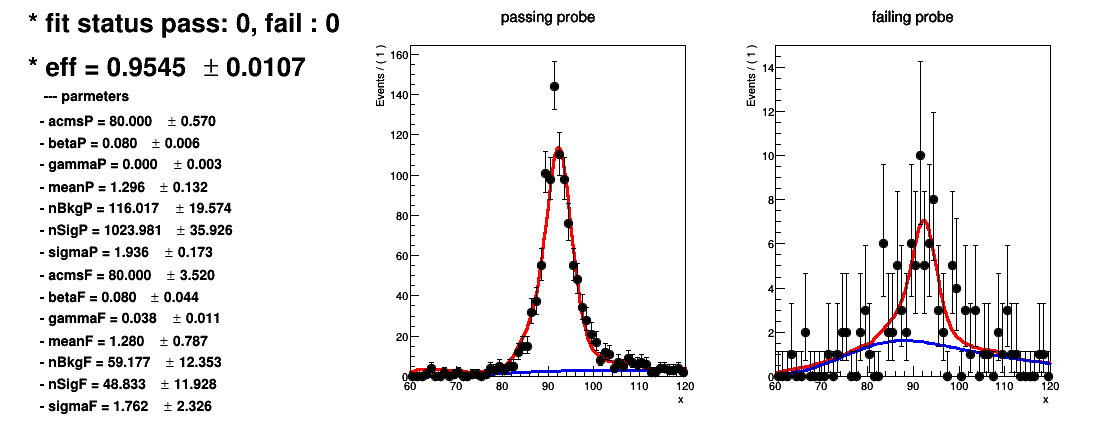 * fit status pass: 0, fail : 0
* eff = 0.9545 ± 0.0107
--- parmeters
- acmsP = 80.000 ± 0.570
- betaP = 0.080 ± 0.006
- gammaP = 0.000 ± 0.003
- meanP = 1.296 ± 0.132
- nBkgP = 116.017 ± 19.574
- nSigP = 1023.981 ± 35.926
- sigmaP = 1.936 ± 0.173
- acmsF = 80.000 ± 3.520
- betaF = 0.080 ± 0.044
- gammaF = 0.038 ± 0.011
- meanF = 1.280 ± 0.787
- nBkgF = 59.177 ± 12.353
- nSigF = 48.833 ± 11.928
- sigmaF = 1.762 ± 2.326
passing probe
Events / ( 1 )
160
140
120
100
80
60
40
20
0
60 70 80 90 100 110 120
x
failing probe
Events / ( 1 )
14
12
10
8
6
4
2
0
60 70 80 90 100 110 120
x